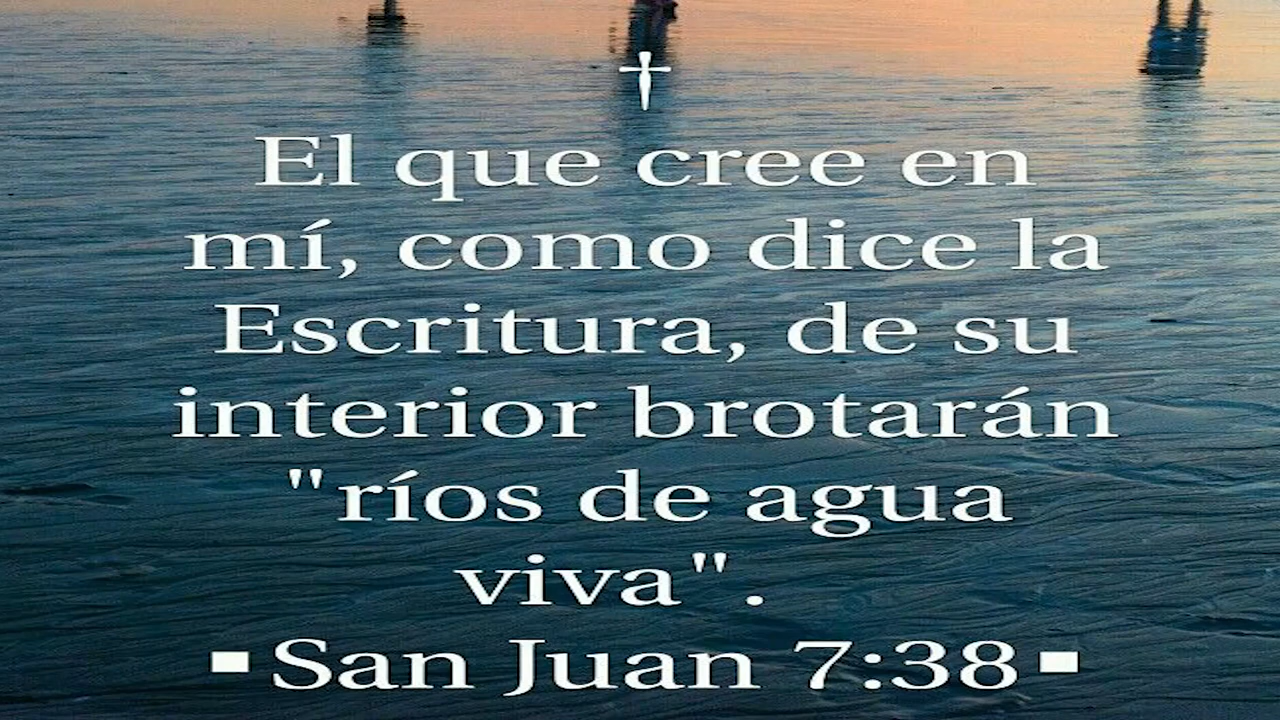 †
El que cree en
mí, como dice la
Escritura, de su
interior brotarán
"ríos de agua
viva".
▪San Juan 7:38▪